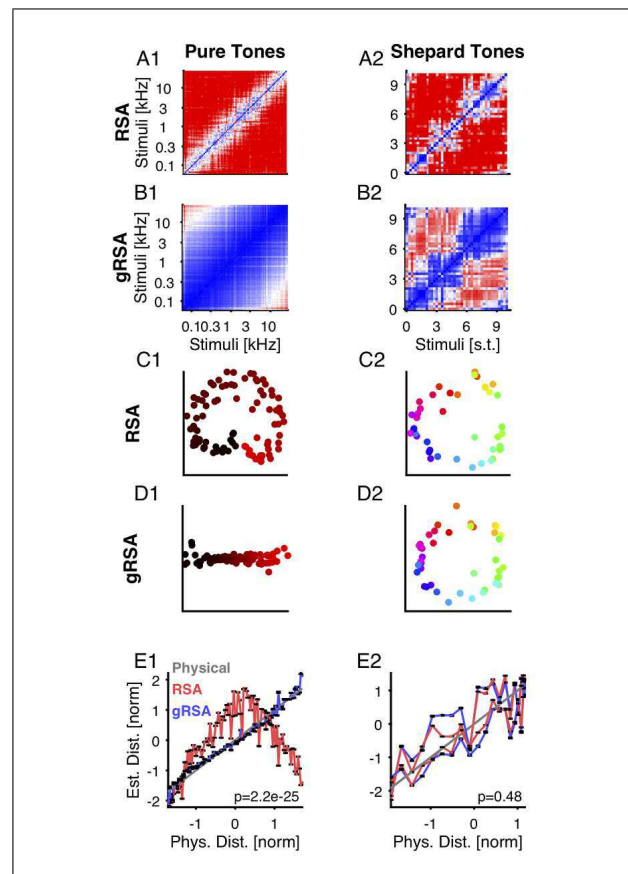 Pure Tones
Shepard Tones
A1
A2
RSA
Stimuli [kHz]
10
3
1
0.3
0.1
9
6
3
0
B1
B2
gRSA
Stimuli [kHz]
10
3
1
0.3
0.1
9
6
3
0
0.1 0.3 1 3 10
0 3 6 9
Stimuli [kHz]
Stimuli [s.t.]
C1
C2
RSA
D1
D2
gRSA
E1
E2
Physical
RSA
gRSA
Est. Dist. [norm]
2
1
0
-1
-2
1
0
-1
-2
p=2.2e-25
p=0.48
-1 0 1
-1 0 1
Phys. Dist. [norm]
Phys. Dist. [norm]